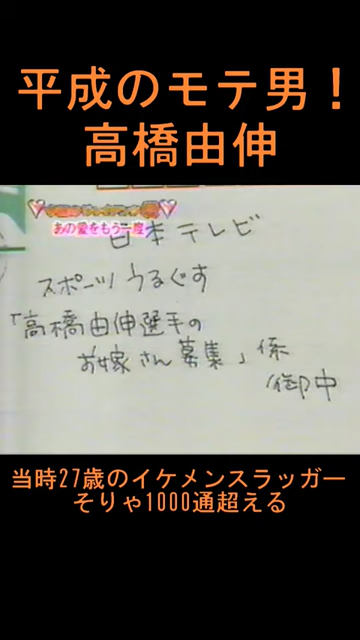 平成のモテ男！
高橋由伸
あの愛をもう一度
日本テレビ
スポーツうるぐす
「高橋由伸選手の
お嫁さん募集」係
御中
当時27歳のイケメンスラッガー
そりゃ1000通超える